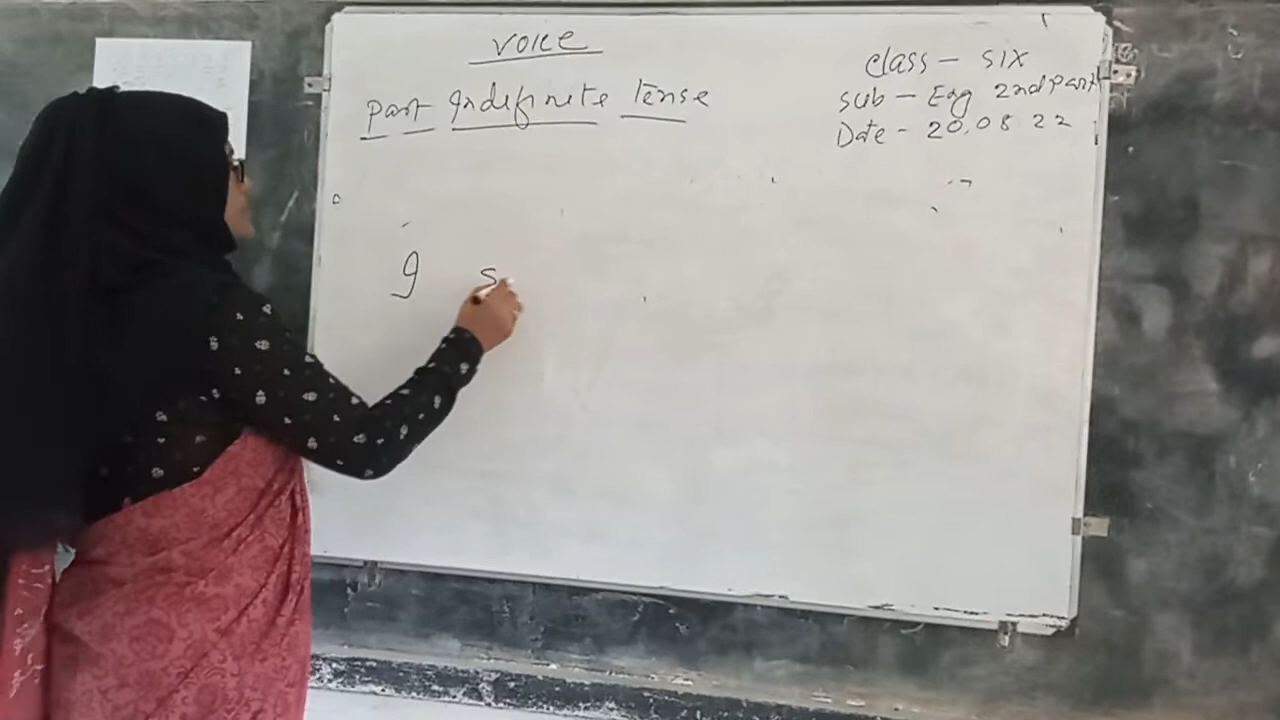 voice
Past Indefinite Tense
class - SIX
sub - Eng 2nd Part
Date - 20.08 22
I s